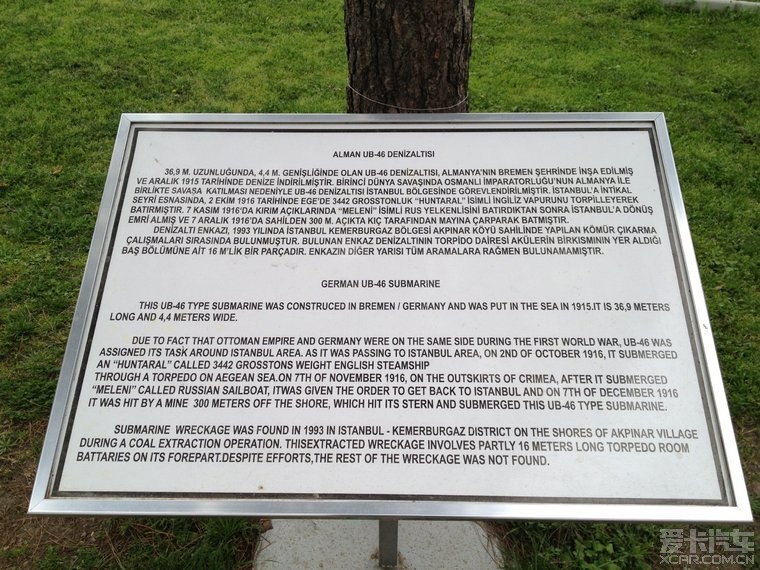 ALMAN UB-46 DENİZALTISI
36,9 M. UZUNLUĞUNDA, 4,4 M. GENİŞLİĞİNDE OLAN UB-46 DENİZALTISI, ALMANYA'NIN BREMEN ŞEHRİNDE İNŞA EDİLMİŞ
VE ARALIK 1915 TARİHİNDE DENİZE İNDİRİLMİŞTİR. BİRİNCİ DÜNYA SAVAŞINDA OSMANLI İMPARATORLUĞU'NUN ALMANYA İLE
BİRLİKTE SAVAŞA KATILMASI NEDENİYLE UB-46 DENİZALTISI İSTANBUL BÖLGESİNDE GÖREVLENDİRİLMİŞTİR. İSTANBUL'A İNTİKAL
SEYRİ ESNASINDA, 2 EKİM 1916 TARİHİNDE EGE'DE 3442 GROSSTONLUK "HUNTARAL" İSİMLİ İNGİLİZ VAPURUNU TORPİLLEYEREK
BATIRMIŞTIR. 7 KASIM 1916'DA KIRIM AÇIKLARINDA "MELENİ" İSİMLİ RUS YELKENLİSİNİ BATIRDIKTAN SONRA İSTANBUL'A DÖNÜŞ
EMRİ ALMIŞ VE 7 ARALIK 1916'DA SAHİLDEN 300 M. AÇIKTA KIÇ TARAFINDAN MAYINA ÇARPARAK BATMIŞTIR.
DENİZALTI ENKAZI, 1993 YILINDA İSTANBUL KEMERBURGAZ BÖLGESİ AKPINAR KÖYÜ SAHİLİNDE YAPILAN KÖMÜR ÇIKARMA
ÇALIŞMALARI SIRASINDA BULUNMUŞTUR. BULUNAN ENKAZ DENİZALTININ TORPİDO DAİRESİ AKÜLERİN BİRKISMININ YER ALDIĞI
BAŞ BÖLÜMÜNE AİT 16 M'LİK BİR PARÇADIR. ENKAZIN DİĞER YARISI TÜM ARAMALARA RAĞMEN BULUNAMAMIŞTIR.
GERMAN UB-46 SUBMARINE
THIS UB-46 TYPE SUBMARINE WAS CONSTRUCED IN BREMEN / GERMANY AND WAS PUT IN THE SEA IN 1915.IT IS 36,9 METERS
LONG AND 4,4 METERS WIDE.
DUE TO FACT THAT OTTOMAN EMPIRE AND GERMANY WERE ON THE SAME SIDE DURING THE FIRST WORLD WAR, UB-46 WAS
ASSIGNED ITS TASK AROUND ISTANBUL AREA. AS IT WAS PASSING TO ISTANBUL AREA, ON 2ND OF OCTOBER 1916, IT SUBMERGED
AN "HUNTARAL" CALLED 3442 GROSSTONS WEIGHT ENGLISH STEAMSHIP
THROUGH A TORPEDO ON AEGEAN SEA.ON 7TH OF NOVEMBER 1916, ON THE OUTSKIRTS OF CRIMEA, AFTER IT SUBMERGED
"MELENI" CALLED RUSSIAN SAILBOAT, ITWAS GIVEN THE ORDER TO GET BACK TO ISTANBUL AND ON 7TH OF DECEMBER 1916
IT WAS HIT BY A MINE 300 METERS OFF THE SHORE, WHICH HIT ITS STERN AND SUBMERGED THIS UB-46 TYPE SUBMARINE.
SUBMARINE WRECKAGE WAS FOUND IN 1993 IN ISTANBUL - KEMERBURGAZ DISTRICT ON THE SHORES OF AKPINAR VILLAGE
DURING A COAL EXTRACTION OPERATION. THISEXTRACTED WRECKAGE INVOLVES PARTLY 16 METERS LONG TORPEDO ROOM
BATTARIES ON ITS FOREPART.DESPITE EFFORTS,THE REST OF THE WRECKAGE WAS NOT FOUND.
爱卡汽车
XCAR.COM.CN